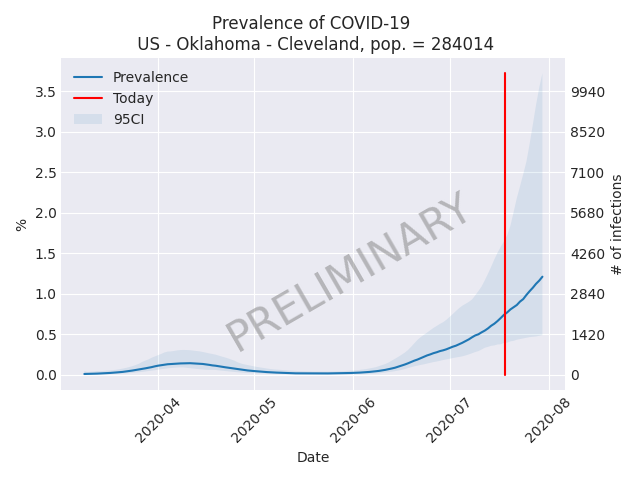 Prevalence of COVID-19
US - Oklahoma - Cleveland, pop. = 284014
Prevalence
Today
95CI
PRELIMINARY
%
3.5
3.0
2.5
2.0
1.5
1.0
0.5
0.0
9940
8520
7100
5680
4260
2840
1420
0
# of infections
2020-04
2020-05
2020-06
2020-07
2020-08
Date